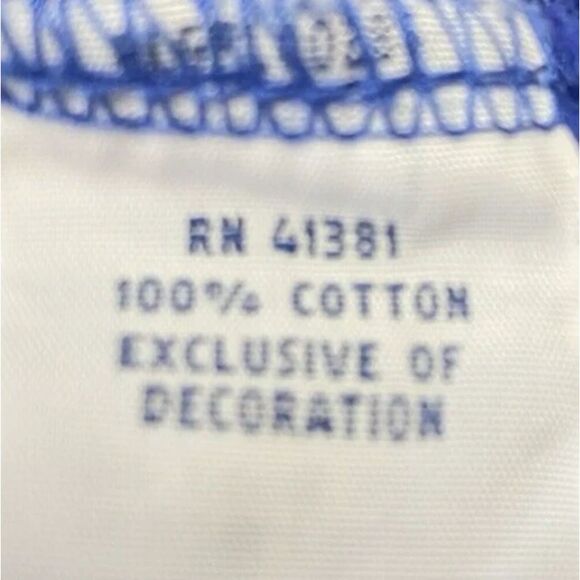 RN 41381
100% COTTON
EXCLUSIVE OF
DECORATION